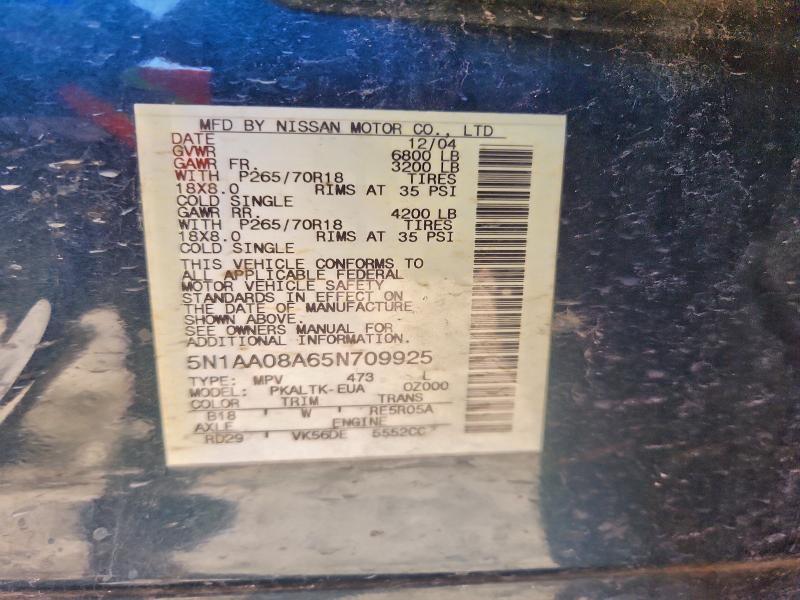 MFD BY NISSAN MOTOR CO., LTD
DATE 12/04
GVWR 6800 LB
GAWR FR. 3200 LB
WITH P265/70R18 TIRES
18X8.0 RIMS AT 35 PSI
COLD SINGLE
GAWR RR. 4200 LB
WITH P265/70R18 TIRES
18X8.0 RIMS AT 35 PSI
COLD SINGLE
THIS VEHICLE CONFORMS TO
ALL APPLICABLE FEDERAL
MOTOR VEHICLE SAFETY
STANDARDS IN EFFECT ON
THE DATE OF MANUFACTURE
SHOWN ABOVE.
SEE OWNERS MANUAL FOR
ADDITIONAL INFORMATION.
5N1AA08A65N709925
TYPE: MPV 473 L
MODEL: PKALTK-EUA OZ000
COLOR TRIM TRANS
B18 W RE5R05A
AXLE ENGINE
RD29 VK56DE 5552CC